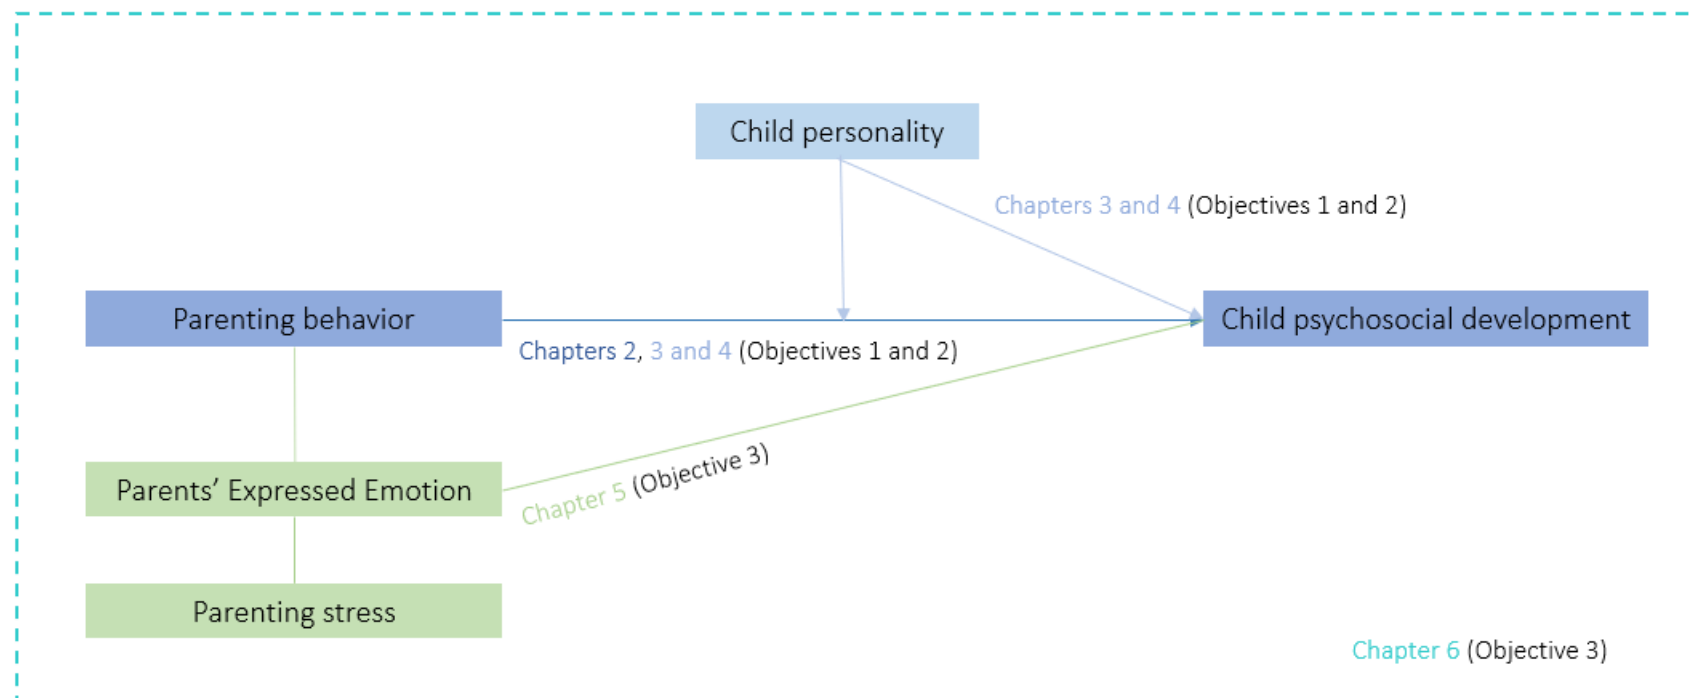 Child personality
Chapters 3 and 4 (Objectives 1 and 2)
Parenting behavior
Child psychosocial development
Chapters 2, 3 and 4 (Objectives 1 and 2)
Parents’ Expressed Emotion
Chapter 5 (Objective 3)
Parenting stress
Chapter 6 (Objective 3)